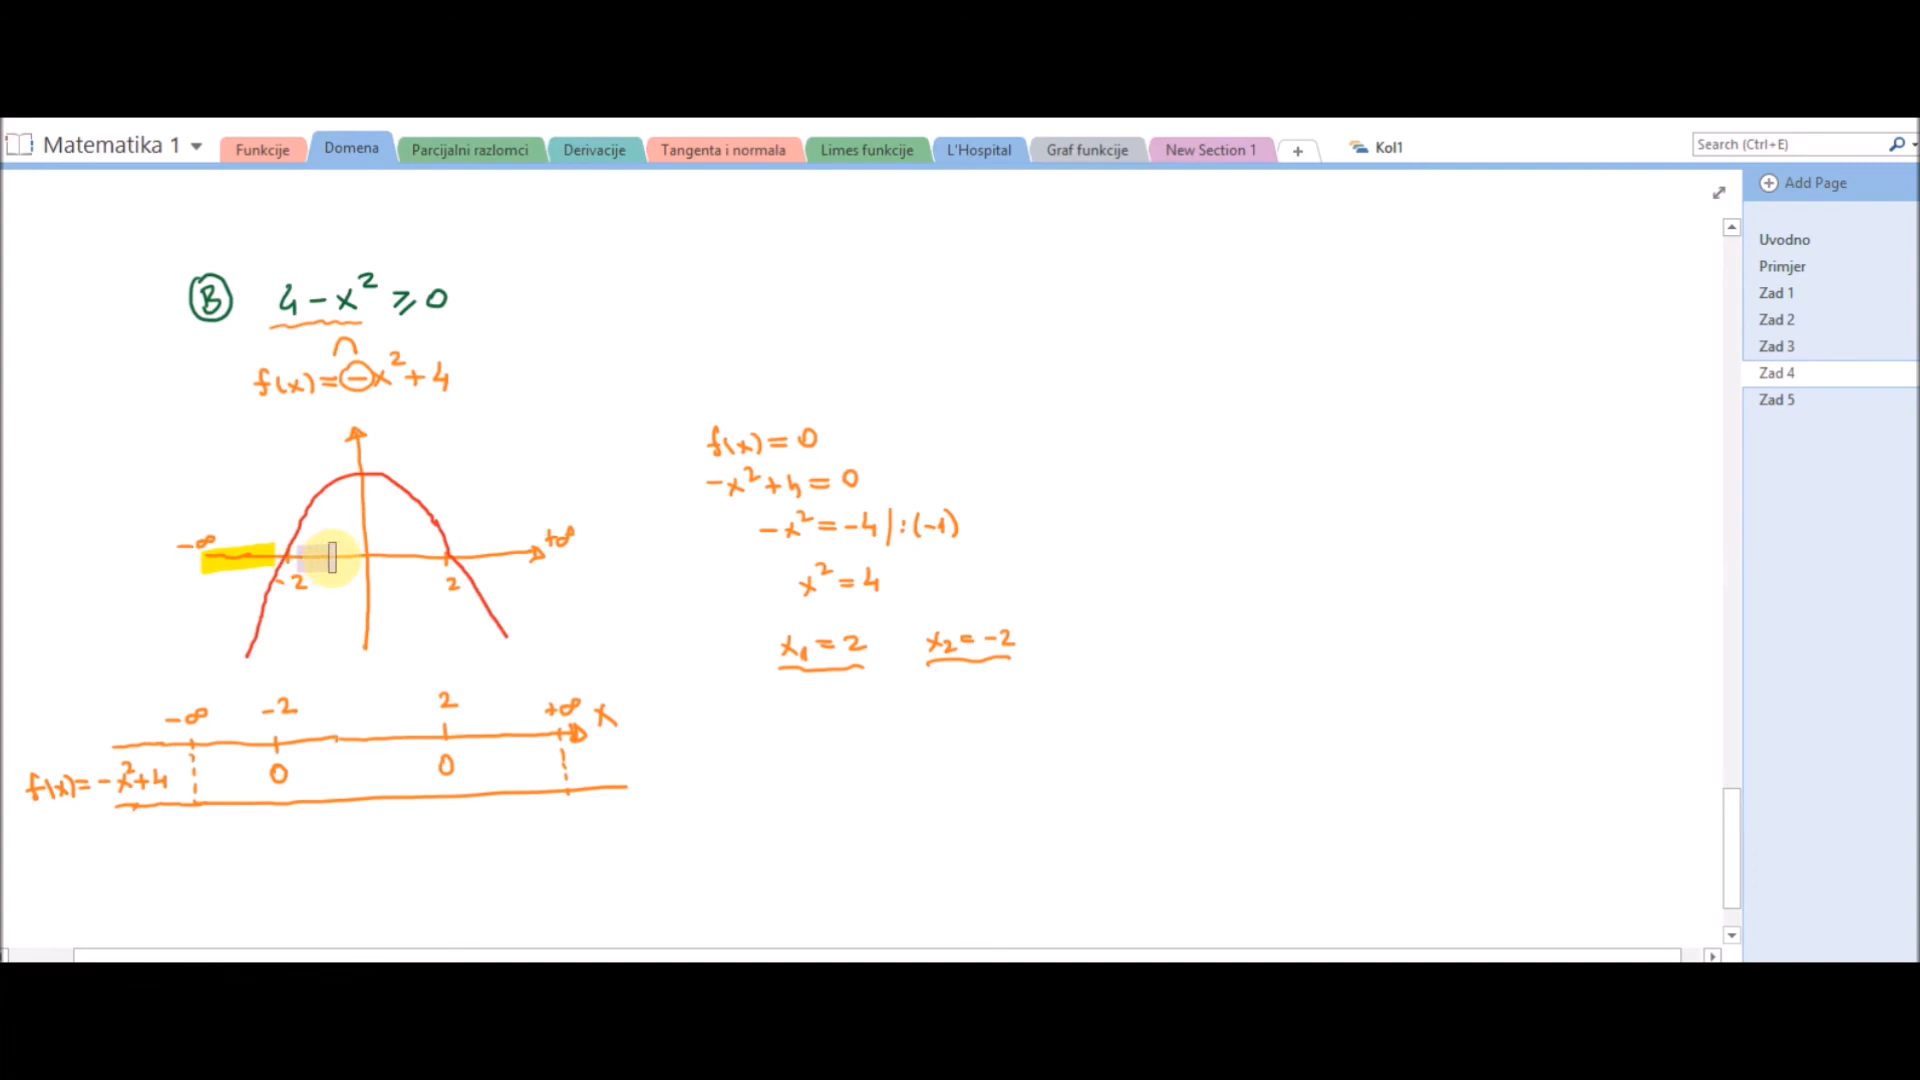 Matematika 1
Funkcije
Domena
Parcijalni razlomci
Derivacije
Tangenta i normala
Limes funkcije
L'Hospital
Graf funkcije
New Section 1
+
Kol1
Search (Ctrl+E)
Add Page
Uvodno
Primjer
Zad 1
Zad 2
Zad 3
Zad 4
Zad 5
B 4 - x² ≥ 0
f(x) = -x² + 4
-∞ +∞
-2 2
f(x) = 0
-x² + 4 = 0
-x² = -4 | : (-1)
x² = 4
x₁ = 2 x₂ = -2
-∞ -2 2 +∞ x
f(x) = -x² + 4 0 0